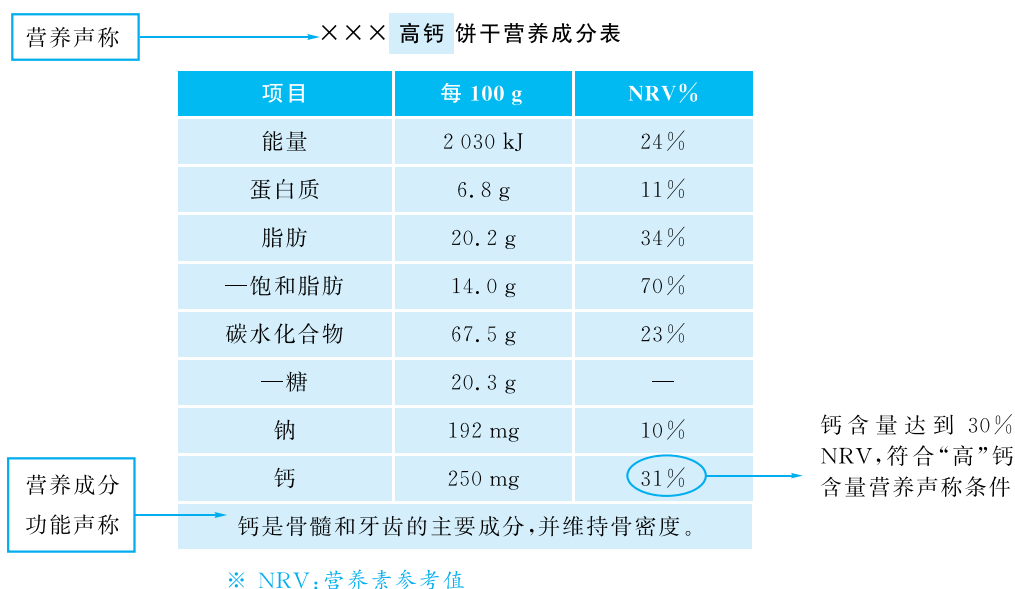 营养声称
×××高钙饼干营养成分表
项目 每 100 g NRV%
能量 2 030 kJ 24%
蛋白质 6.8 g 11%
脂肪 20.2 g 34%
—饱和脂肪 14.0 g 70%
碳水化合物 67.5 g 23%
—糖 20.3 g —
钠 192 mg 10%
钙 250 mg 31%
钙含量达到 30%
NRV,符合“高”钙
含量营养声称条件
营养成分
功能声称
钙是骨髓和牙齿的主要成分,并维持骨密度。
※ NRV:营养素参考值